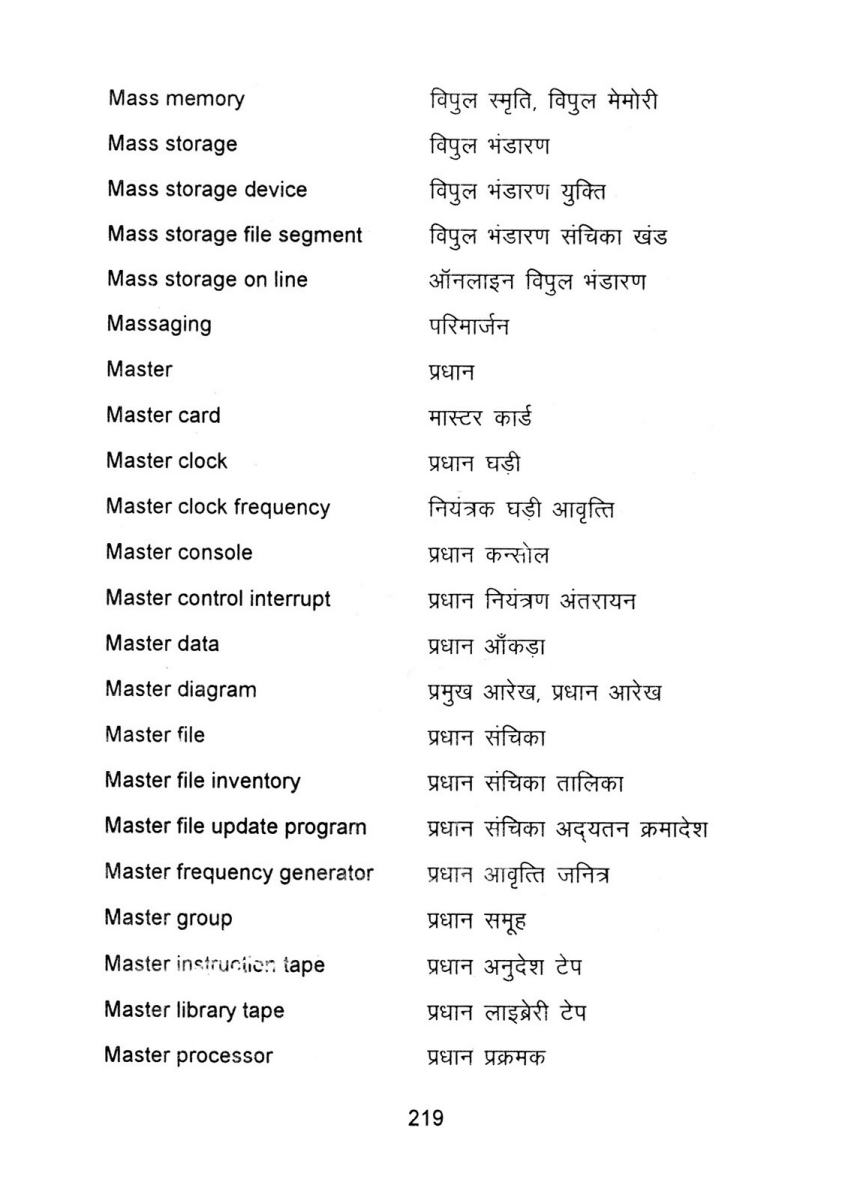 Mass memory विपुल स्मृति, विपुल मेमोरी
Mass storage विपुल भंडारण
Mass storage device विपुल भंडारण युक्ति
Mass storage file segment विपुल भंडारण संचिका खंड
Mass storage on line ऑनलाइन विपुल भंडारण
Massaging परिमार्जन
Master प्रधान
Master card मास्टर कार्ड
Master clock प्रधान घड़ी
Master clock frequency नियंत्रक घड़ी आवृत्ति
Master console प्रधान कन्सोल
Master control interrupt प्रधान नियंत्रण अंतरायन
Master data प्रधान आँकड़ा
Master diagram प्रमुख आरेख, प्रधान आरेख
Master file प्रधान संचिका
Master file inventory प्रधान संचिका तालिका
Master file update program प्रधान संचिका अद्‌यतन क्रमादेश
Master frequency generator प्रधान आवृत्ति जनित्र
Master group प्रधान समूह
Master instruction tape प्रधान अनुदेश टेप
Master library tape प्रधान लाइब्रेरी टेप
Master processor प्रधान प्रक्रमक
219